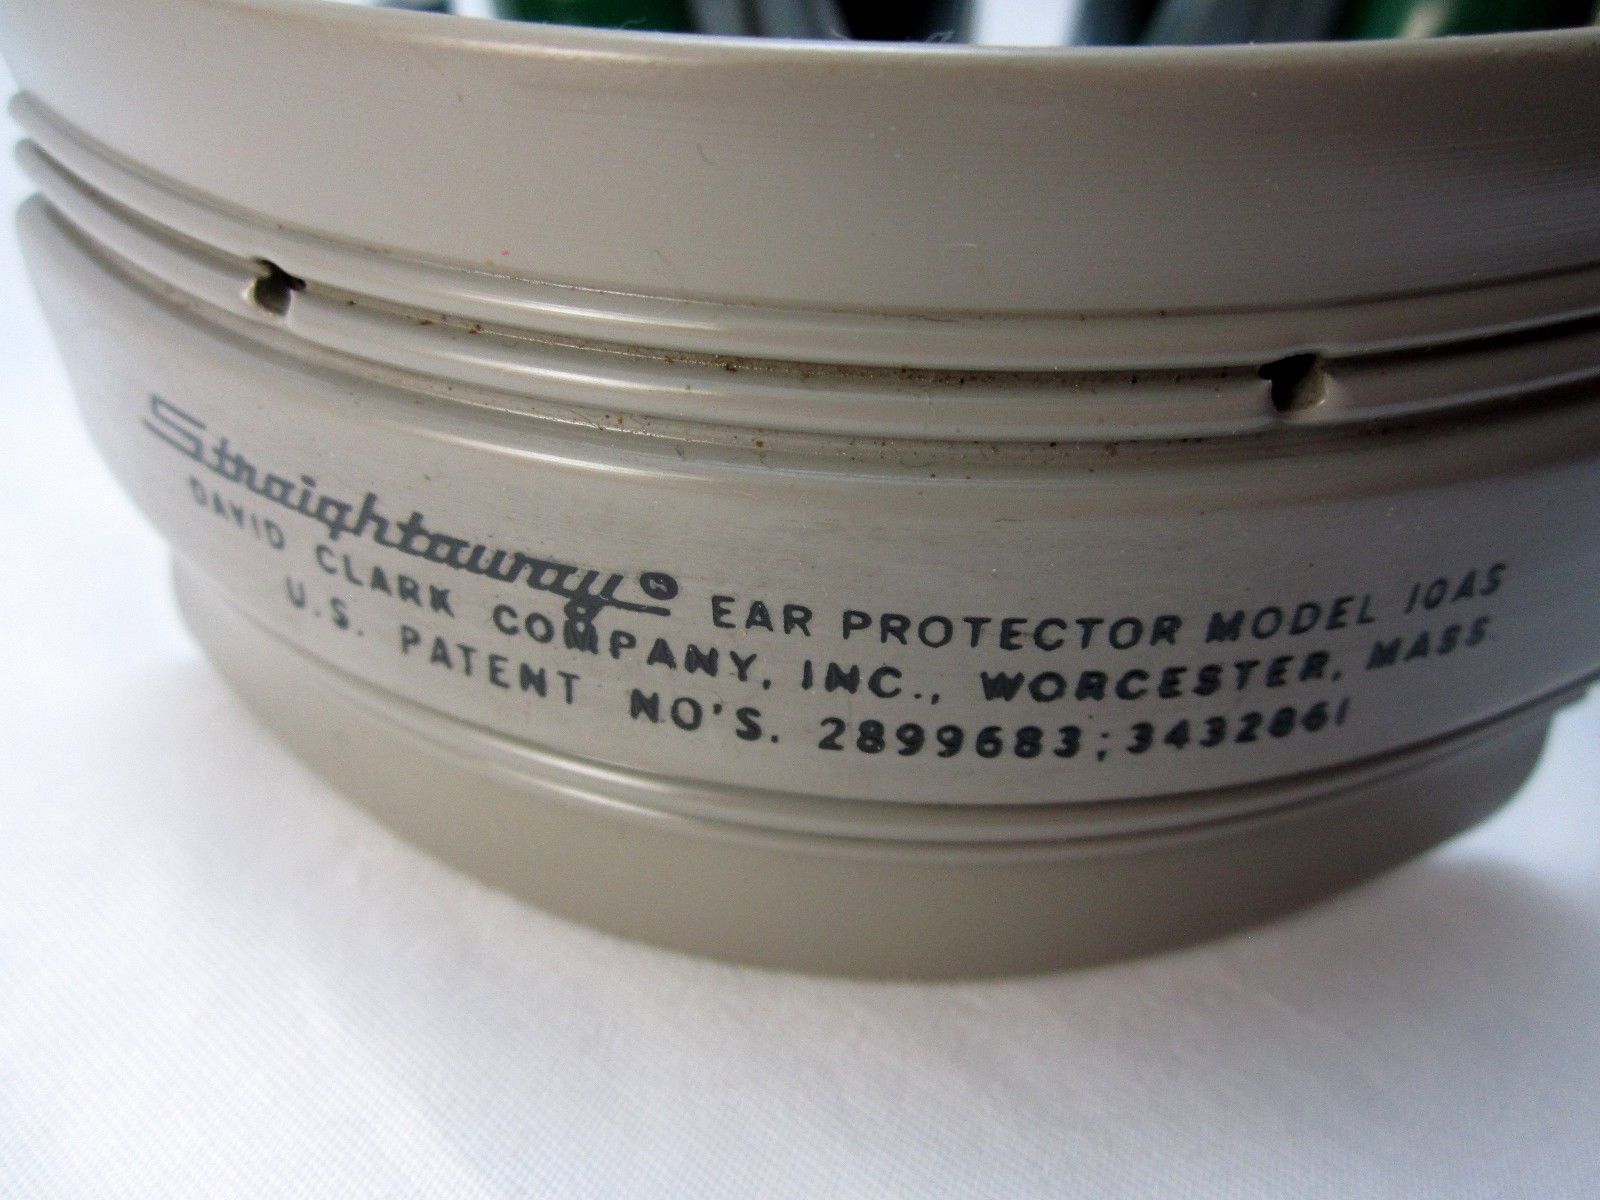 Straightaway® EAR PROTECTOR MODEL 10AS
DAVID CLARK COMPANY, INC., WORCESTER, MASS
U.S. PATENT NO'S. 2899683; 3432861